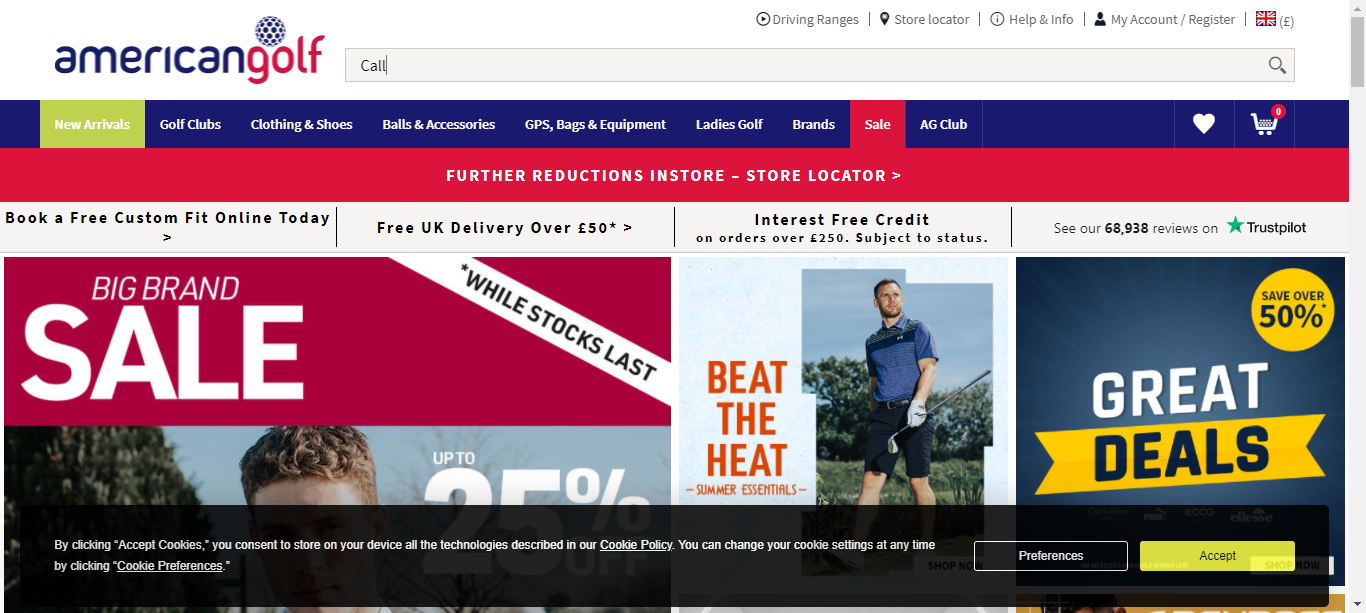 Driving Ranges
Store locator
Help & Info
My Account / Register
(£)
americangolf
Call
New Arrivals
Golf Clubs
Clothing & Shoes
Balls & Accessories
GPS, Bags & Equipment
Ladies Golf
Brands
Sale
AG Club
0
FURTHER REDUCTIONS INSTORE – STORE LOCATOR >
Book a Free Custom Fit Online Today
>
Free UK Delivery Over £50* >
Interest Free Credit
on orders over £250. Subject to status.
See our 68,938 reviews on Trustpilot
BIG BRAND
SALE
*WHILE STOCKS LAST
UP TO
25%
OFF
BEAT
THE
HEAT
–SUMMER ESSENTIALS–
SHOP NOW
SAVE OVER
50%*
GREAT
DEALS
Calvin Klein
PUMA
ecco
ellesse
SHOP NOW
By clicking “Accept Cookies,” you consent to store on your device all the technologies described in our Cookie Policy. You can change your cookie settings at any time
by clicking “Cookie Preferences.”
Preferences
Accept